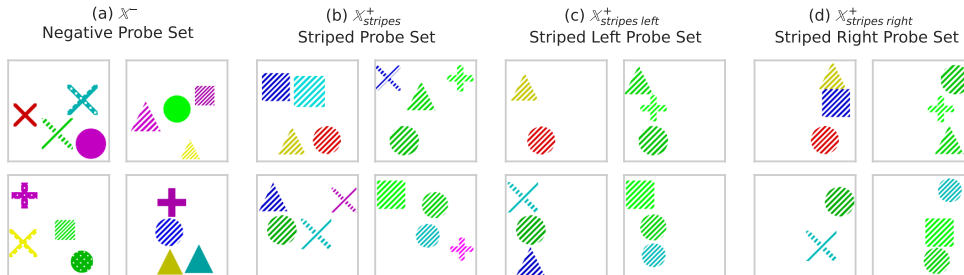 (a) 𝕏⁻
Negative Probe Set
(b) 𝕏⁺stripes
Striped Probe Set
(c) 𝕏⁺stripes left
Striped Left Probe Set
(d) 𝕏⁺stripes right
Striped Right Probe Set